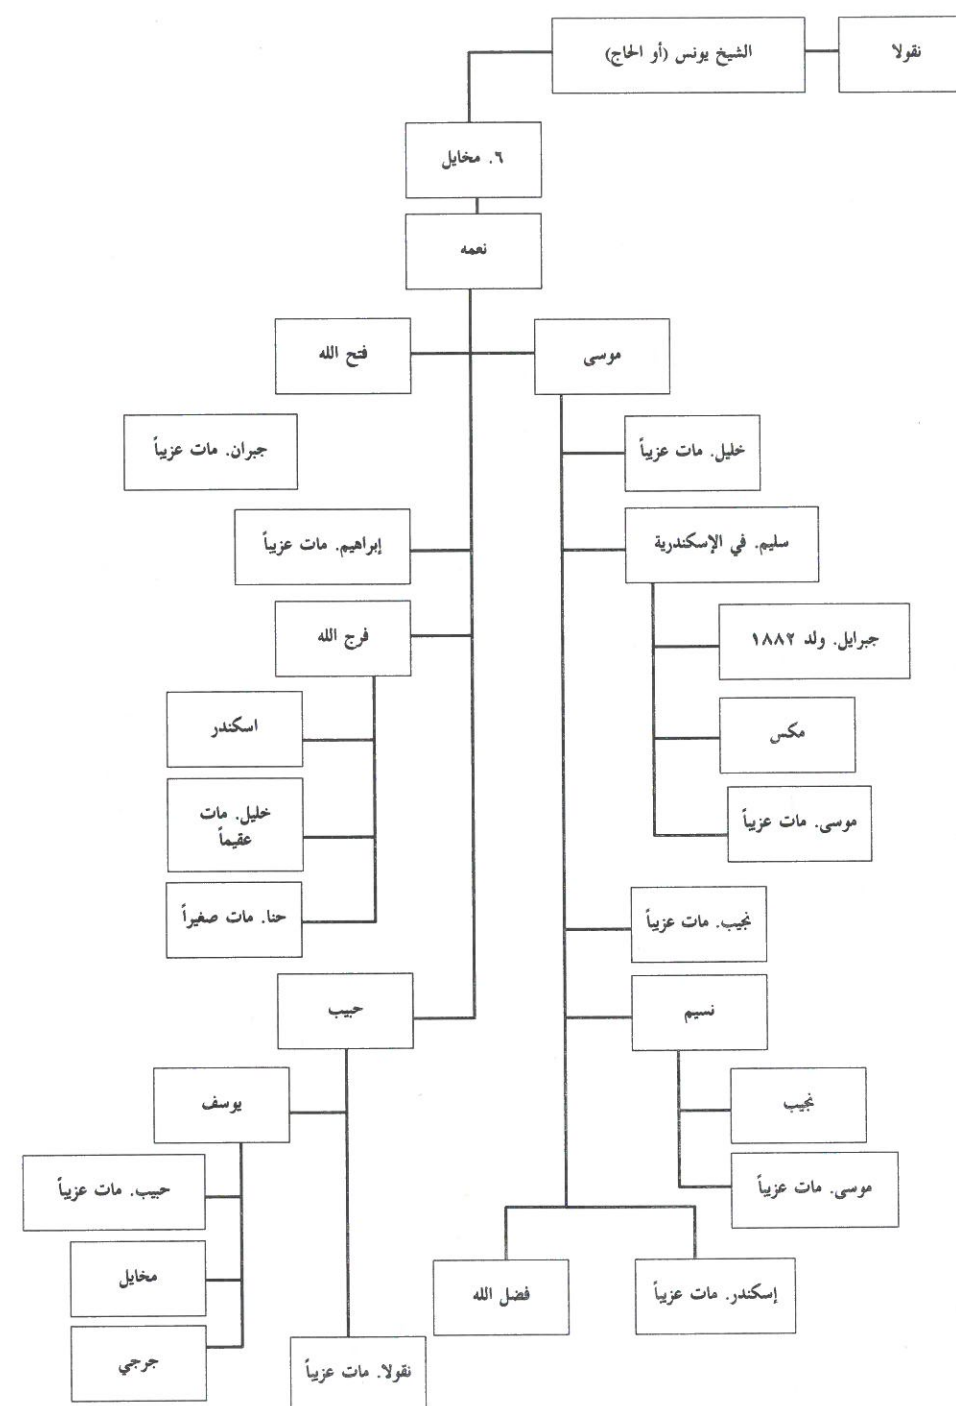 نقولا
الشيخ يونس (أو الحاج)
٦. مخايل
نعمه
موسى
فتح الله
خليل. مات عزيباً
جبران. مات عزيباً
سليم. في الإسكندرية
إبراهيم. مات عزيباً
جبرايل. ولد ١٨٨٢
فرج الله
مكس
اسكندر
موسى. مات عزيباً
خليل. مات
عقيماً
نجيب. مات عزيباً
حنا. مات صغيراً
نسيم
حبيب
نجيب
يوسف
موسى. مات عزيباً
حبيب. مات عزيباً
مخايل
إسكندر. مات عزيباً
فضل الله
جرجي
نقولا. مات عزيباً